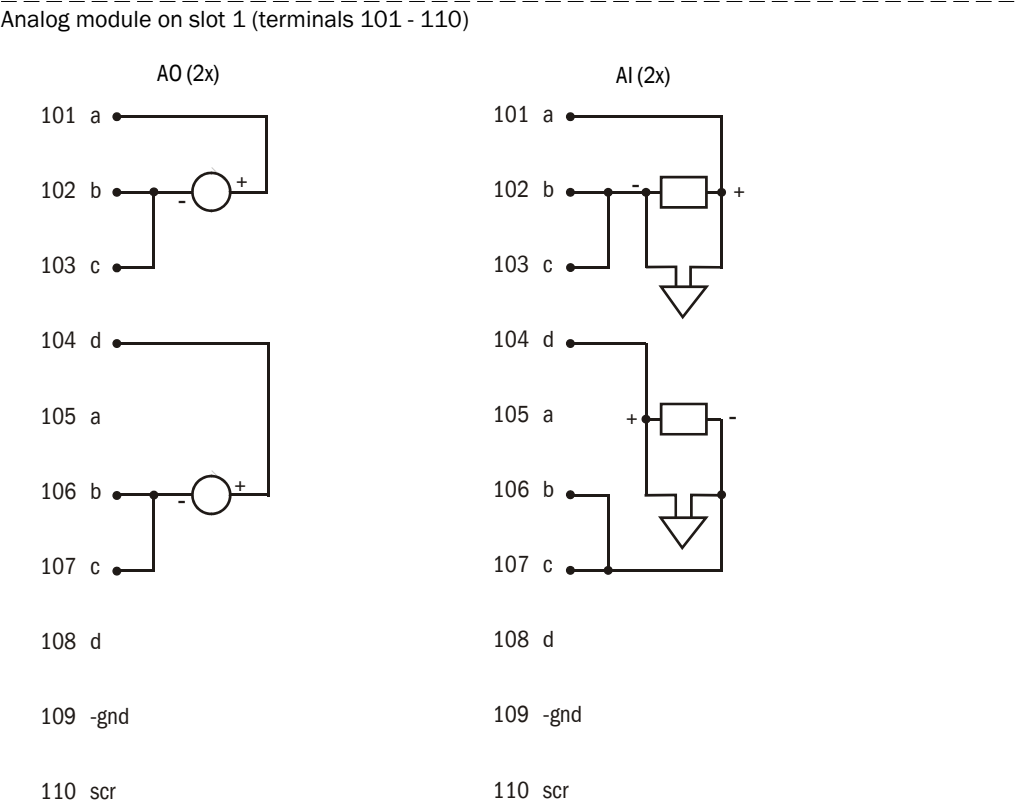 Analog module on slot 1 (terminals 101 - 110)
AO (2x)
101 a
102 b
- +
103 c
104 d
105 a
106 b
- +
107 c
108 d
109 -gnd
110 scr
AI (2x)
101 a
102 b
- +
103 c
104 d
105 a
+ -
106 b
107 c
108 d
109 -gnd
110 scr